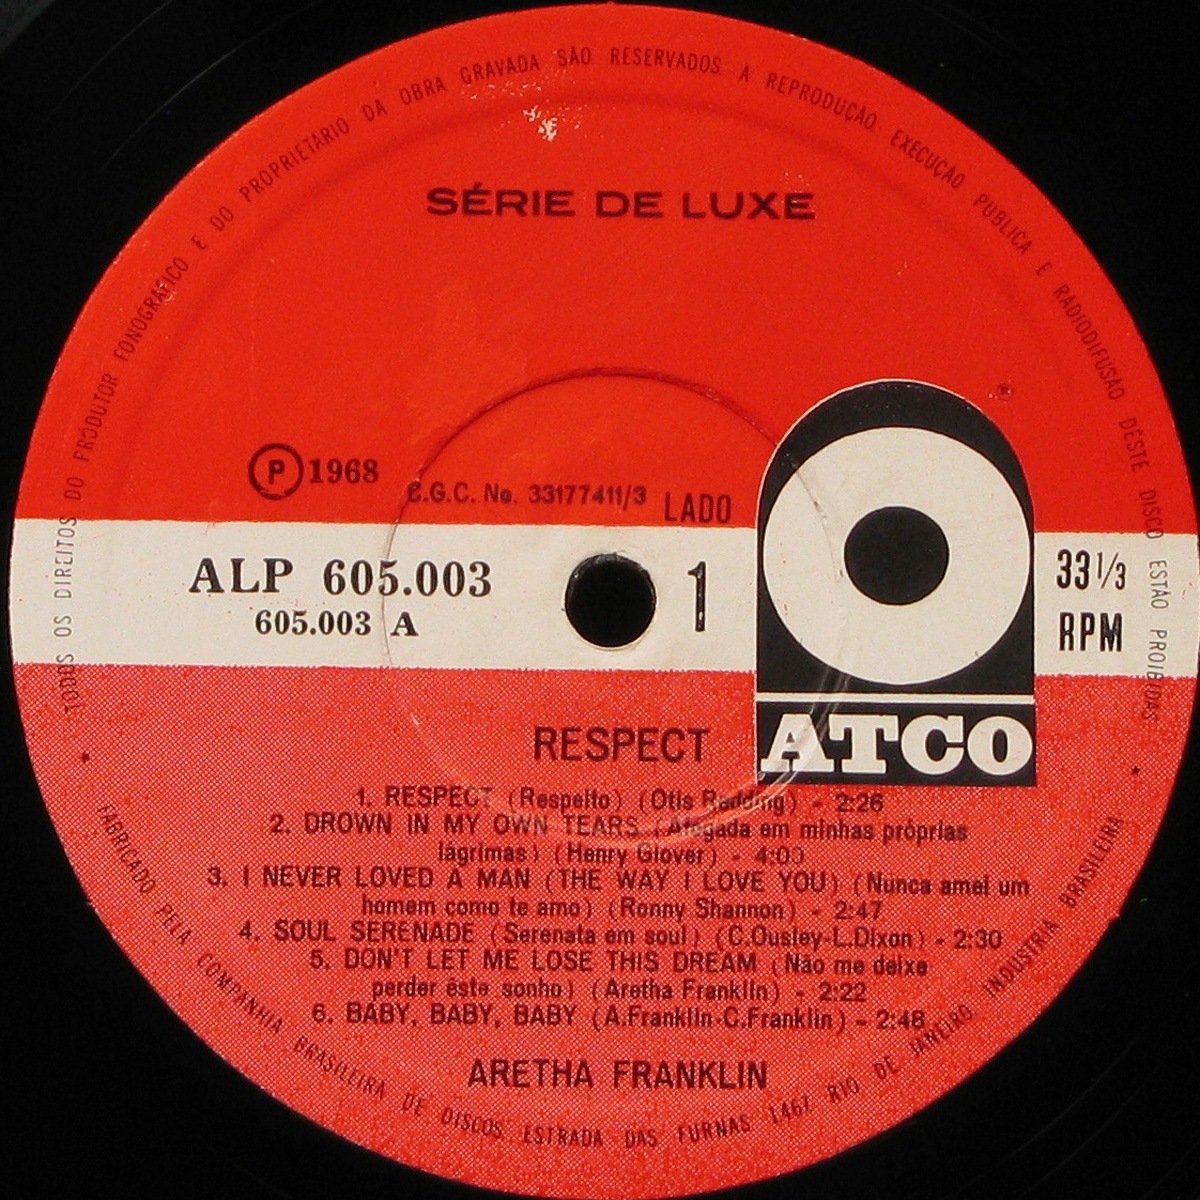 TODOS OS DIREITOS DO PRODUTOR FONOGRÁFICO E DO PROPRIETARIO DA OBRA GRAVADA SÃO RESERVADOS A REPRODUÇÃO EXECUÇÃO PUBLICA E RADIODIFUSÃO DÊSTE DISCO ESTÃO PROIBIDAS
SÉRIE DE LUXE
℗ 1968
C.G.C. No. 33177411/3
LADO
1
ALP 605.003
605.003 A
33 1/3
RPM
®
ATCO
RESPECT
1. RESPECT (Respeito) (Otis Redding) - 2:26
2. DROWN IN MY OWN TEARS (Afogada em minhas próprias
lágrimas) (Henry Glover) - 4:00
3. I NEVER LOVED A MAN (THE WAY I LOVE YOU) (Nunca amei um
homem como te amo) (Ronny Shannon) - 2:47
4. SOUL SERENADE (Serenata em soul) (C.Ousley-L.Dixon) - 2:30
5. DON'T LET ME LOSE THIS DREAM (Não me deixe
perder êste sonho) (Aretha Franklin) - 2:22
6. BABY, BABY, BABY (A.Franklin-C.Franklin) - 2:48
ARETHA FRANKLIN
* FABRICADO PELA COMPANHIA BRASILEIRA DE DISCOS ESTRADA DAS FURNAS 1467 RIO DE JANEIRO INDUSTRIA BRASILEIRA *